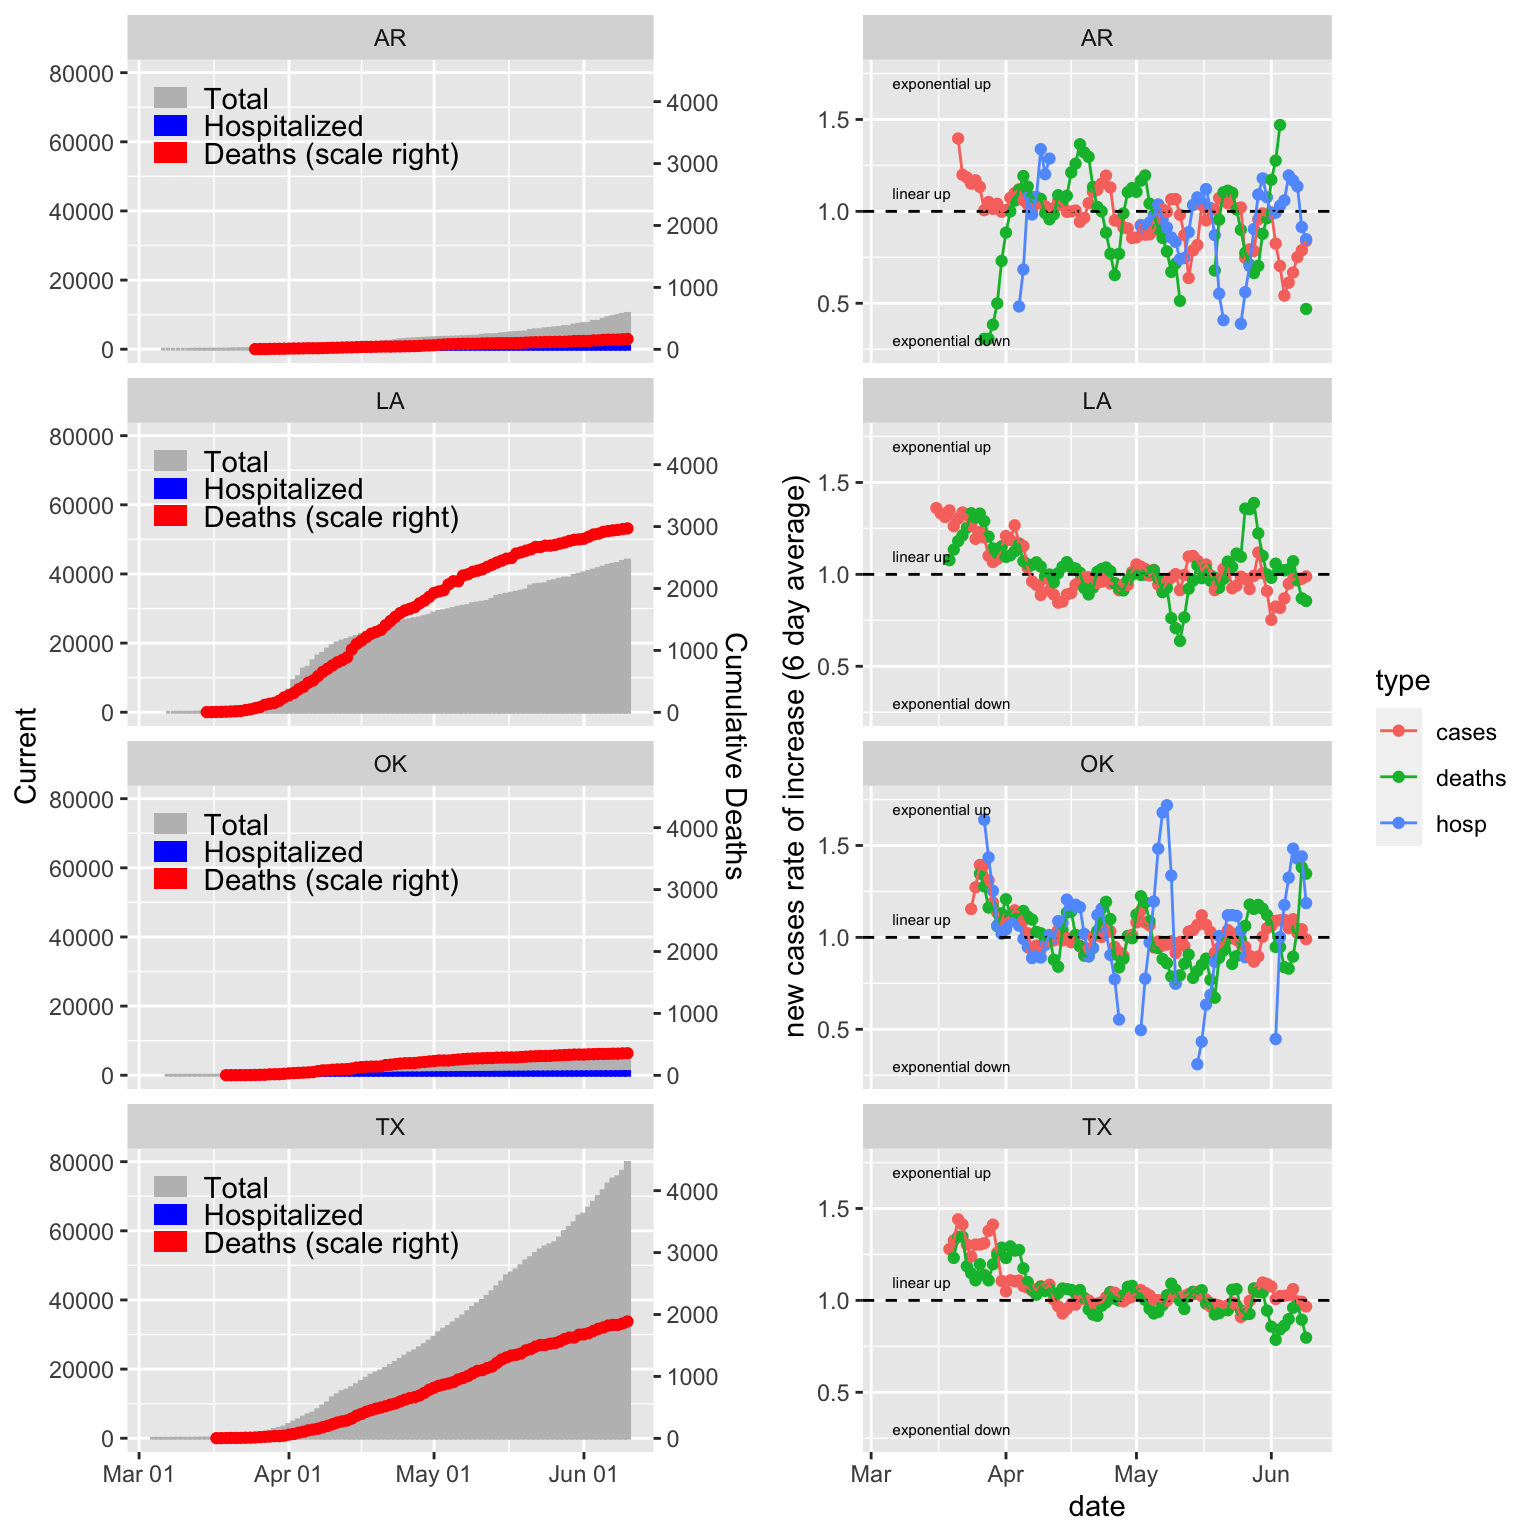 AR
80000
60000
40000
20000
0
Total
Hospitalized
Deaths (scale right)
4000
3000
2000
1000
0
LA
80000
60000
40000
20000
0
Total
Hospitalized
Deaths (scale right)
4000
3000
2000
1000
0
OK
80000
60000
40000
20000
0
Total
Hospitalized
Deaths (scale right)
4000
3000
2000
1000
0
TX
80000
60000
40000
20000
0
Total
Hospitalized
Deaths (scale right)
4000
3000
2000
1000
0
Mar 01 Apr 01 May 01 Jun 01
Current
Cumulative Deaths
AR
1.5
1.0
0.5
exponential up
linear up
exponential down
LA
1.5
1.0
0.5
exponential up
linear up
exponential down
OK
1.5
1.0
0.5
exponential up
linear up
exponential down
TX
1.5
1.0
0.5
exponential up
linear up
exponential down
Mar Apr May Jun
date
new cases rate of increase (6 day average)
type
cases
deaths
hosp